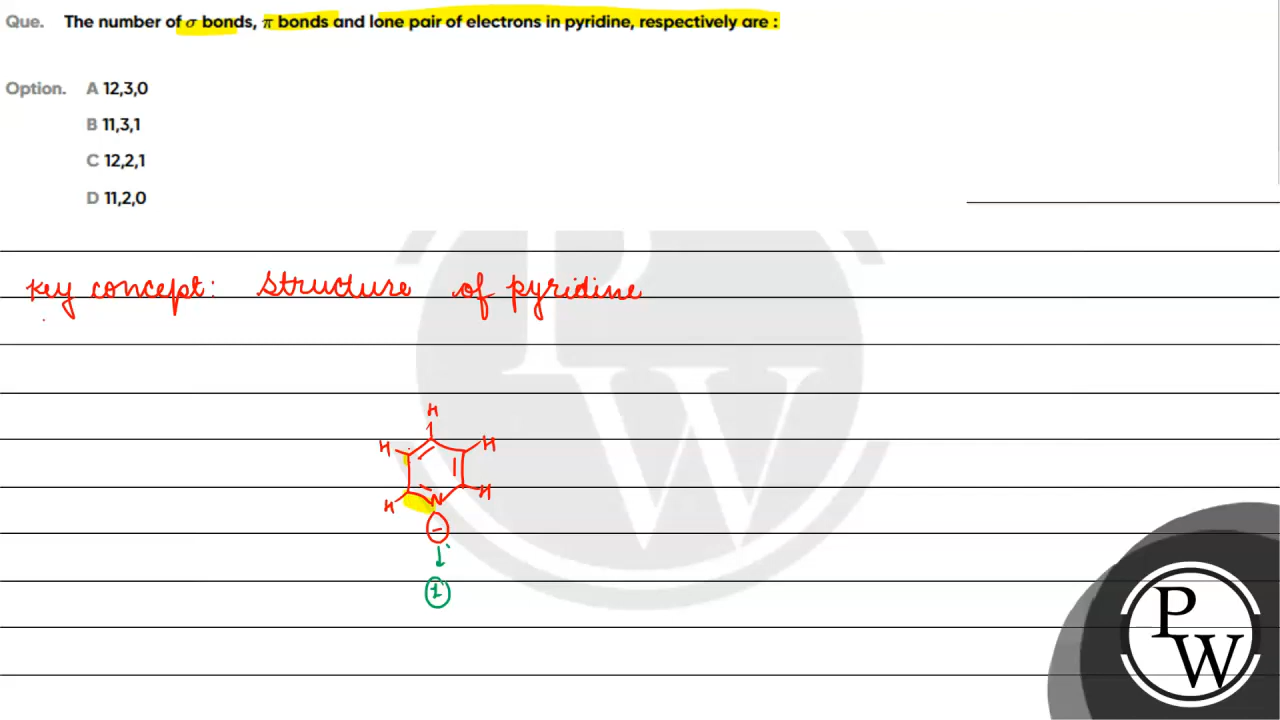 Que. The number of σ bonds, π bonds and lone pair of electrons in pyridine, respectively are :
Option. A 12,3,0
B 11,3,1
C 12,2,1
D 11,2,0
Key concept: Structure of pyridine
H
H H
N H
H
1
P
W
PW